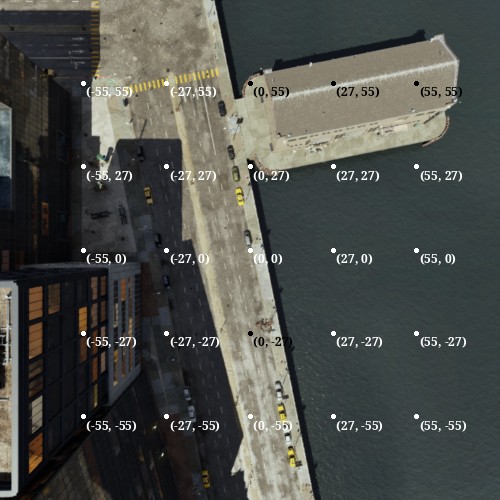 (-55, 55) (-27, 55) (0, 55) (27, 55) (55, 55)
(-55, 27) (-27, 27) (0, 27) (27, 27) (55, 27)
(-55, 0) (-27, 0) (0, 0) (27, 0) (55, 0)
(-55, -27) (-27, -27) (0, -27) (27, -27) (55, -27)
(-55, -55) (-27, -55) (0, -55) (27, -55) (55, -55)